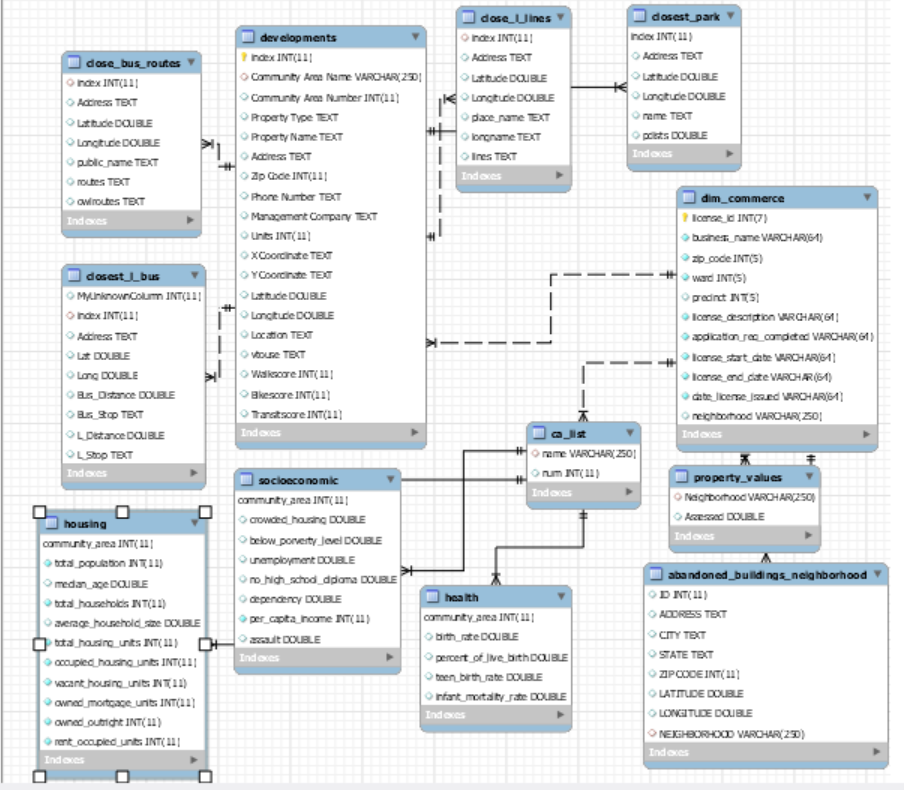 close_bus_routes
index INT(11)
Address TEXT
Latitude DOUBLE
Longitude DOUBLE
public_name TEXT
routes TEXT
owlroutes TEXT
Indexes
developments
index INT(11)
Community Area Name VARCHAR(250)
Community Area Number INT(11)
Property Type TEXT
Property Name TEXT
Address TEXT
Zip Code INT(11)
Phone Number TEXT
Management Company TEXT
Units INT(11)
X Coordinate TEXT
Y Coordinate TEXT
Latitude DOUBLE
Longitude DOUBLE
Location TEXT
TEXT
Walkscore INT(11)
Bikescore INT(11)
Transitscore INT(11)
Indexes
close_l_lines
index INT(11)
Address TEXT
Latitude DOUBLE
Longitude DOUBLE
place_name TEXT
longname TEXT
lines TEXT
Indexes
closest_park
index INT(11)
Address TEXT
Latitude DOUBLE
Longitude DOUBLE
name TEXT
pdists DOUBLE
Indexes
dim_commerce
license_id INT(7)
business_name VARCHAR(64)
zip_code INT(5)
ward INT(5)
precinct INT(5)
license_description VARCHAR(64)
application_req_completed VARCHAR(64)
license_start_date VARCHAR(64)
license_end_date VARCHAR(64)
date_license_issued VARCHAR(64)
neighborhood VARCHAR(250)
Indexes
closest_l_bus
MyUnknownColumn INT(11)
index INT(11)
Address TEXT
Lat DOUBLE
Long DOUBLE
Bus_Distance DOUBLE
Bus_Stop TEXT
L_Distance DOUBLE
L_Stop TEXT
Indexes
ca_list
name VARCHAR(250)
num INT(11)
Indexes
property_values
Neighborhood VARCHAR(250)
Assessed DOUBLE
Indexes
socioeconomic
community_area INT(11)
crowded_housing DOUBLE
below_porverty_level DOUBLE
unemployment DOUBLE
no_high_school_diploma DOUBLE
dependency DOUBLE
per_capita_income INT(11)
assault DOUBLE
Indexes
housing
community_area INT(11)
total_population INT(11)
median_age DOUBLE
total_households INT(11)
average_household_size DOUBLE
total_housing_units INT(11)
occupied_housing_units INT(11)
vacant_housing_units INT(11)
owned_mortgage_units INT(11)
owned_outright INT(11)
rent_occupied_units INT(11)
Indexes
health
community_area INT(11)
birth_rate DOUBLE
percent_of_live_birth DOUBLE
teen_birth_rate DOUBLE
infant_mortality_rate DOUBLE
Indexes
abandoned_buildings_neighborhood
ID INT(11)
ADDRESS TEXT
CITY TEXT
STATE TEXT
ZIPCODE INT(11)
LATITUDE DOUBLE
LONGITUDE DOUBLE
NEIGHBORHOOD VARCHAR(250)
Indexes